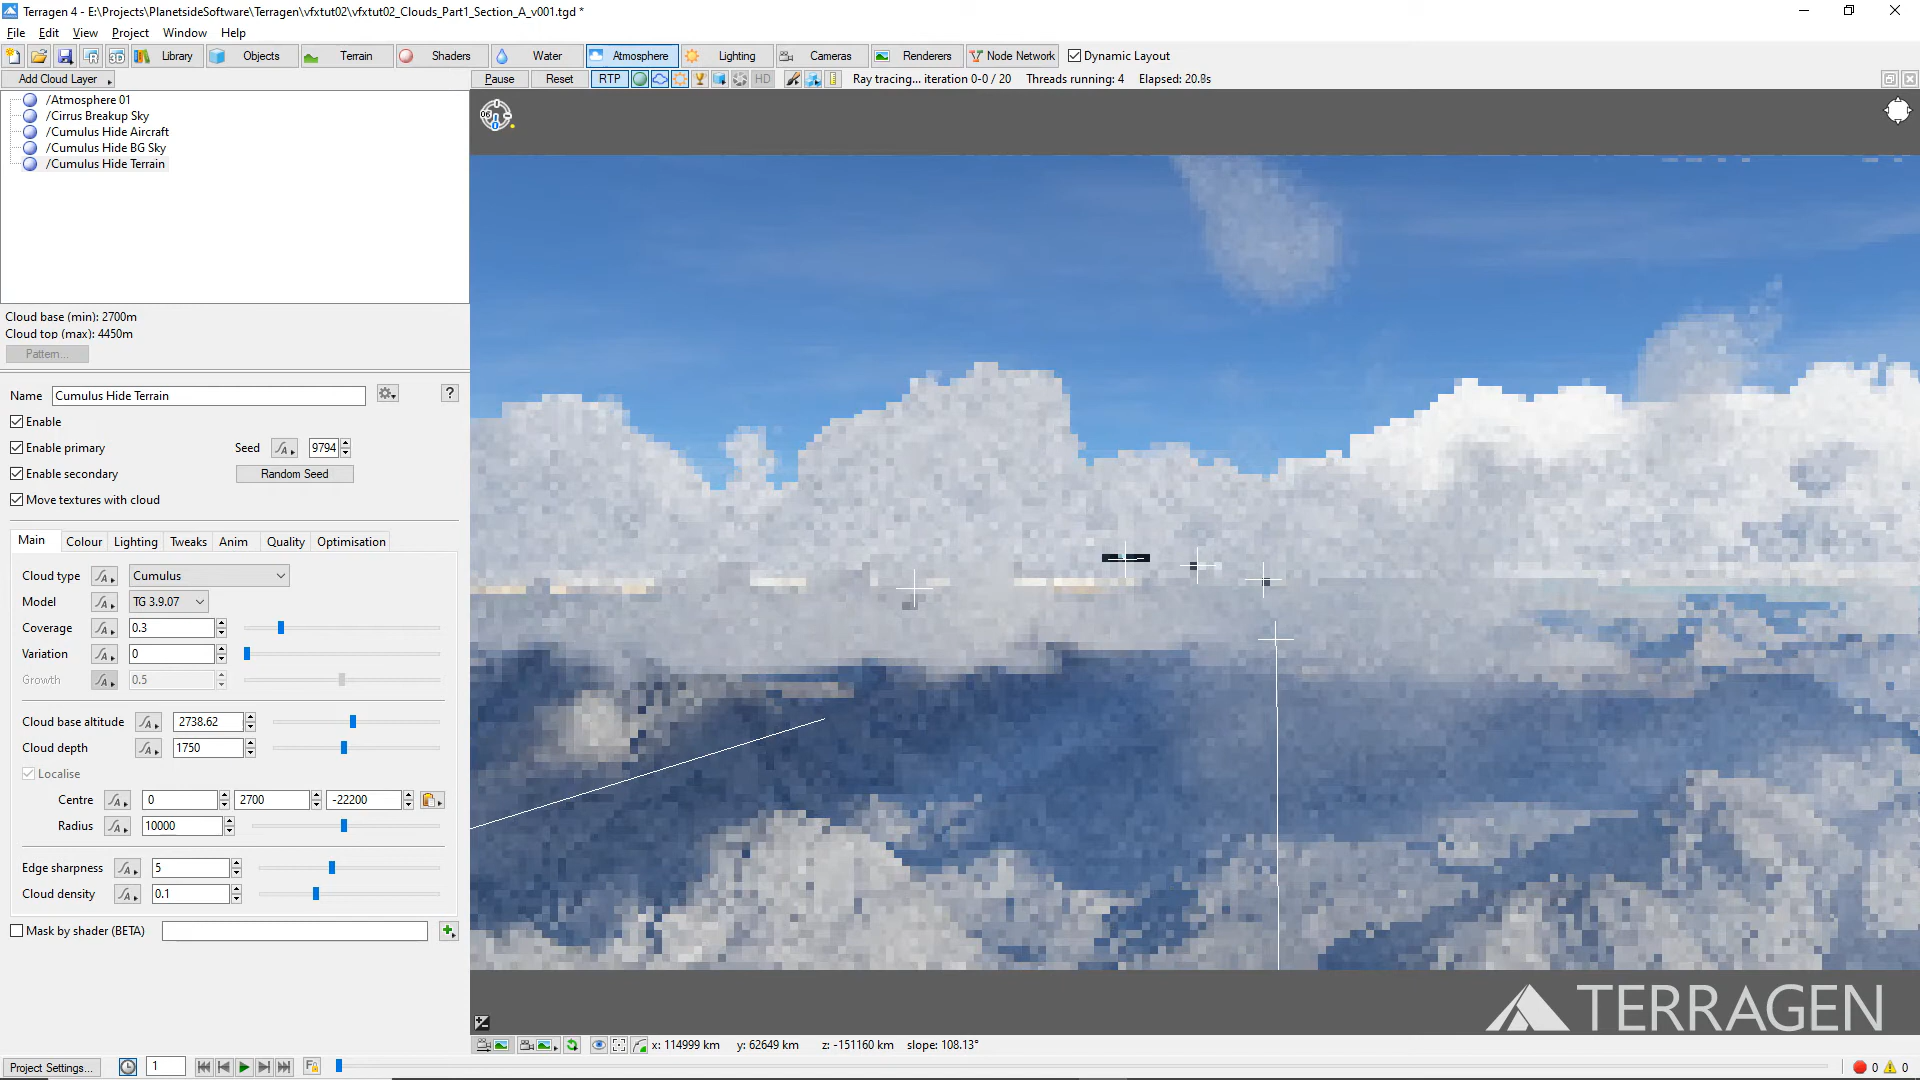 Terragen 4 - E:\Projects\PlanetsideSoftware\Terragen\vfxtut02\vfxtut02_Clouds_Part1_Section_A_v001.tgd *
File Edit View Project Window Help
Library Objects Terrain Shaders Water Atmosphere Lighting Cameras Renderers Node Network Dynamic Layout
Add Cloud Layer Pause Reset RTP HD Ray tracing... iteration 0-0 / 20 Threads running: 4 Elapsed: 20.8s
/Atmosphere 01
/Cirrus Breakup Sky
/Cumulus Hide Aircraft
/Cumulus Hide BG Sky
/Cumulus Hide Terrain
Cloud base (min): 2700m
Cloud top (max): 4450m
Pattern...
Name Cumulus Hide Terrain ?
Enable
Enable primary Seed 9794
Enable secondary Random Seed
Move textures with cloud
Main Colour Lighting Tweaks Anim Quality Optimisation
Cloud type Cumulus
Model TG 3.9.07
Coverage 0.3
Variation 0
Growth 0.5
Cloud base altitude 2738.62
Cloud depth 1750
Localise
Centre 0 2700 -22200
Radius 10000
Edge sharpness 5
Cloud density 0.1
Mask by shader (BETA)
TERRAGEN
x: 114999 km y: 62649 km z: -151160 km slope: 108.13°
Project Settings... 1 0 0